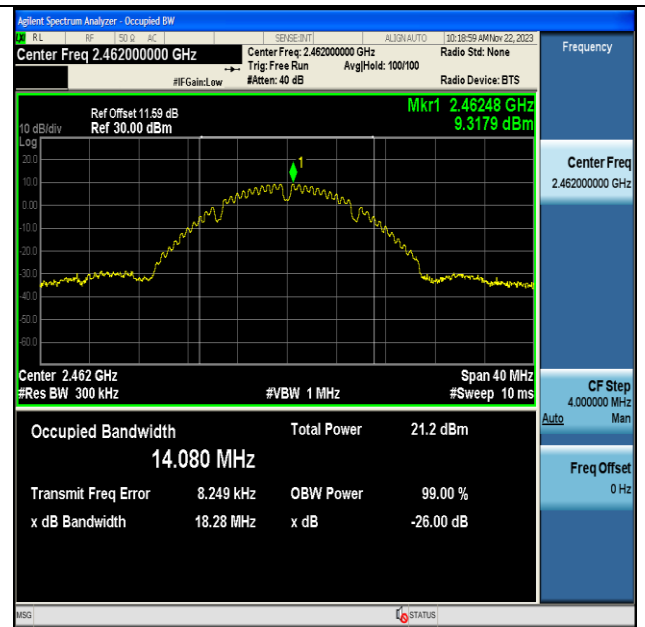 Agilent Spectrum Analyzer - Occupied BW
LXI RL RF 50 Ω AC SENSE:INT ALIGN AUTO 10:18:59 AM Nov 22, 2023
Center Freq 2.462000000 GHz Center Freq: 2.462000000 GHz Radio Std: None Frequency
Trig: Free Run Avg|Hold: 100/100
#IFGain:Low #Atten: 40 dB Radio Device: BTS
Ref Offset 11.59 dB Mkr1 2.46248 GHz
10 dB/div Ref 30.00 dBm 9.3179 dBm
Log
20.0
10.0
0.00
-10.0
-20.0
-30.0
-40.0
-50.0
-60.0
1
Center Freq
2.462000000 GHz
Center 2.462 GHz Span 40 MHz
#Res BW 300 kHz #VBW 1 MHz #Sweep 10 ms
CF Step
4.000000 MHz
Auto Man
Occupied Bandwidth Total Power 21.2 dBm
14.080 MHz
Transmit Freq Error 8.249 kHz OBW Power 99.00 %
x dB Bandwidth 18.28 MHz x dB -26.00 dB
Freq Offset
0 Hz
MSG STATUS